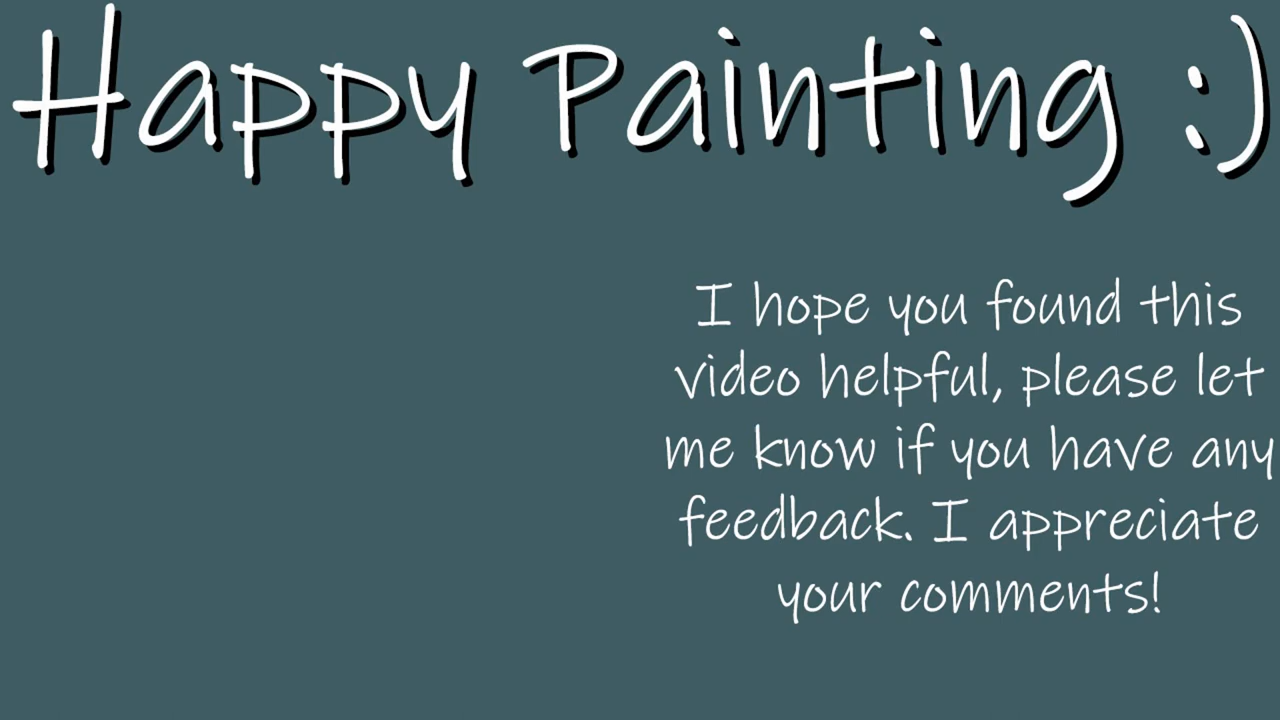 Happy Painting :)
I hope you found this
video helpful, please let
me know if you have any
feedback. I appreciate
your comments!